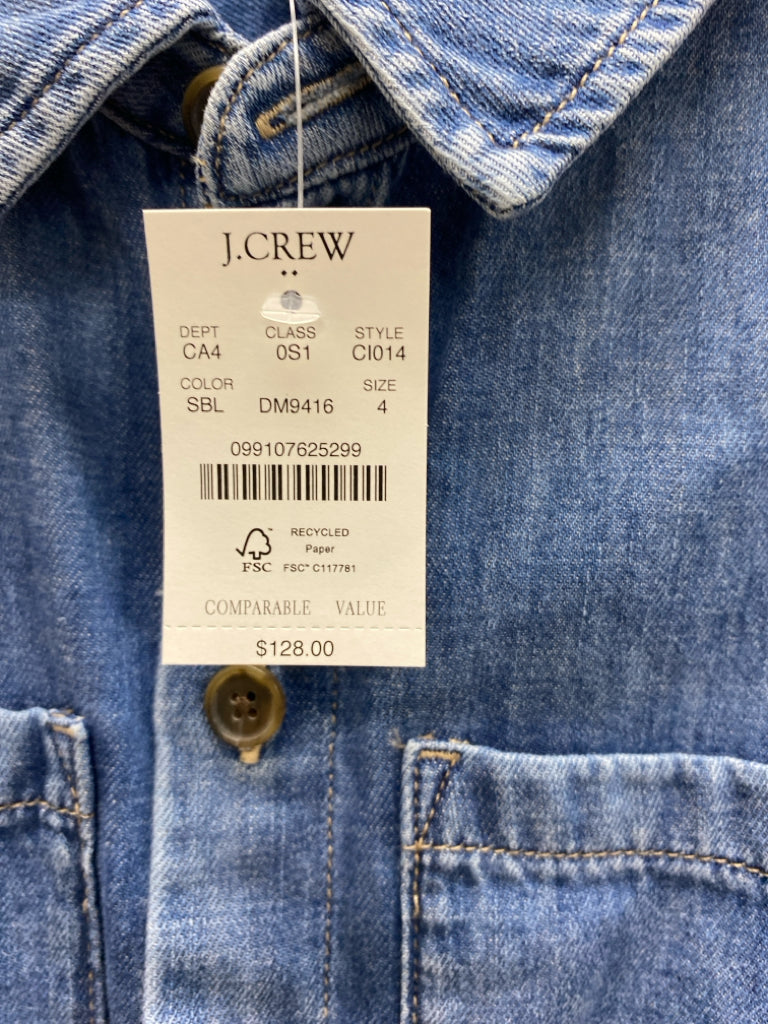 J.CREW
DEPT CLASS STYLE
CA4 0S1 CI014
COLOR SIZE
SBL DM9416 4
099107625299
RECYCLED
Paper
FSC™ C117781
FSC
COMPARABLE VALUE
$128.00